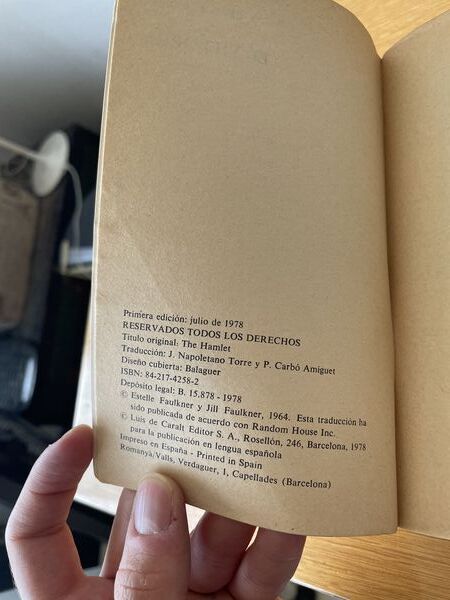 Primera edición: julio de 1978
RESERVADOS TODOS LOS DERECHOS
Título original: The Hamlet
Traducción: J. Napoletano Torre y P. Carbó Amiguet
Diseño cubierta: Balaguer
ISBN: 84-217-4258-2
Depósito legal: B. 15.878 - 1978
© Estelle Faulkner y Jill Faulkner, 1964. Esta traducción ha
sido publicada de acuerdo con Random House Inc.
© Luis de Caralt Editor S. A., Rosellón, 246, Barcelona, 1978
para la publicación en lengua española
Impreso en España - Printed in Spain
Romanyà/Valls, Verdaguer, 1, Capellades (Barcelona)